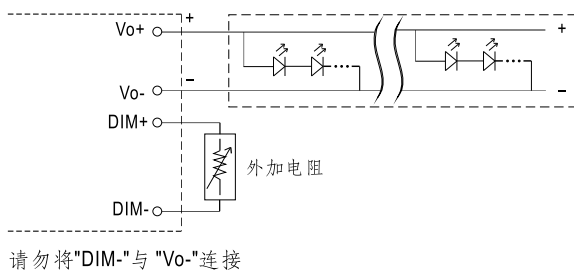 Vo+
+
+
-
Vo-
-
DIM+
外加电阻
DIM-
请勿将"DIM-"与 "Vo-"连接